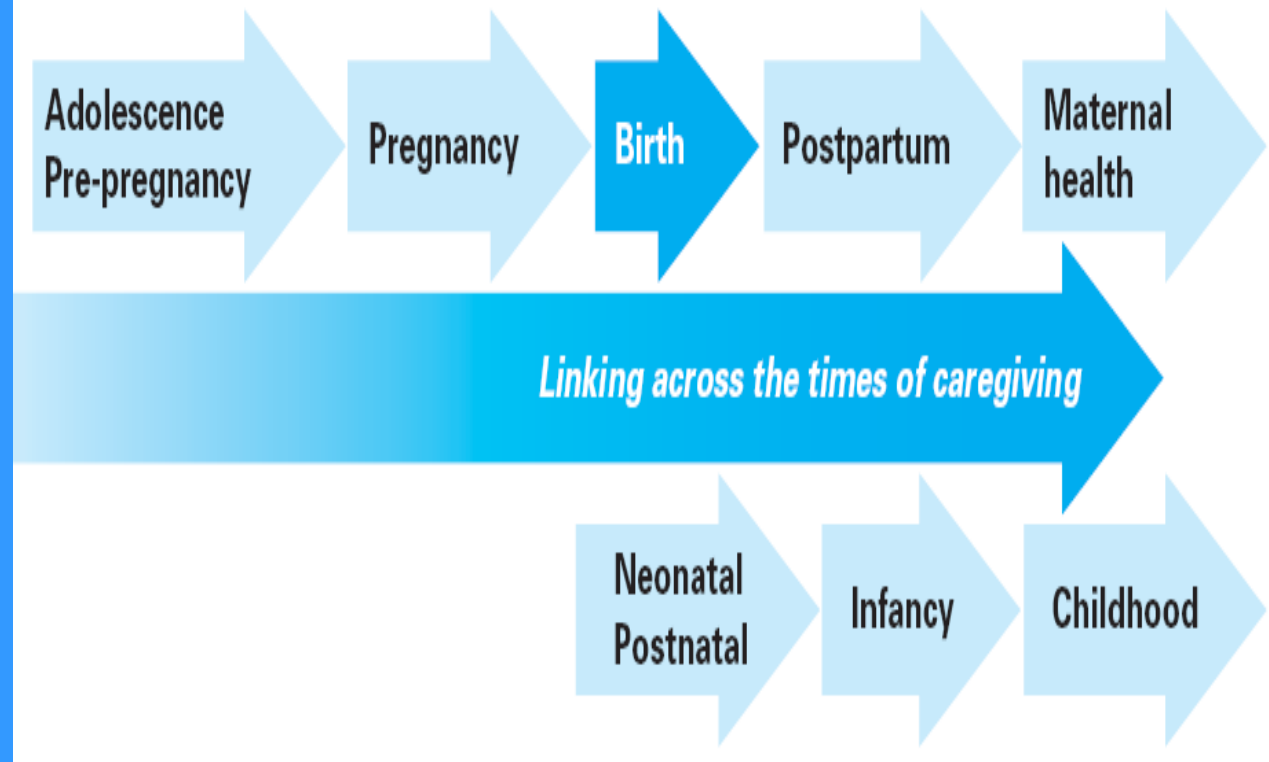 Adolescence
Pre-pregnancy
Pregnancy
Birth
Postpartum
Maternal
health
Linking across the times of caregiving
Neonatal
Postnatal
Infancy
Childhood